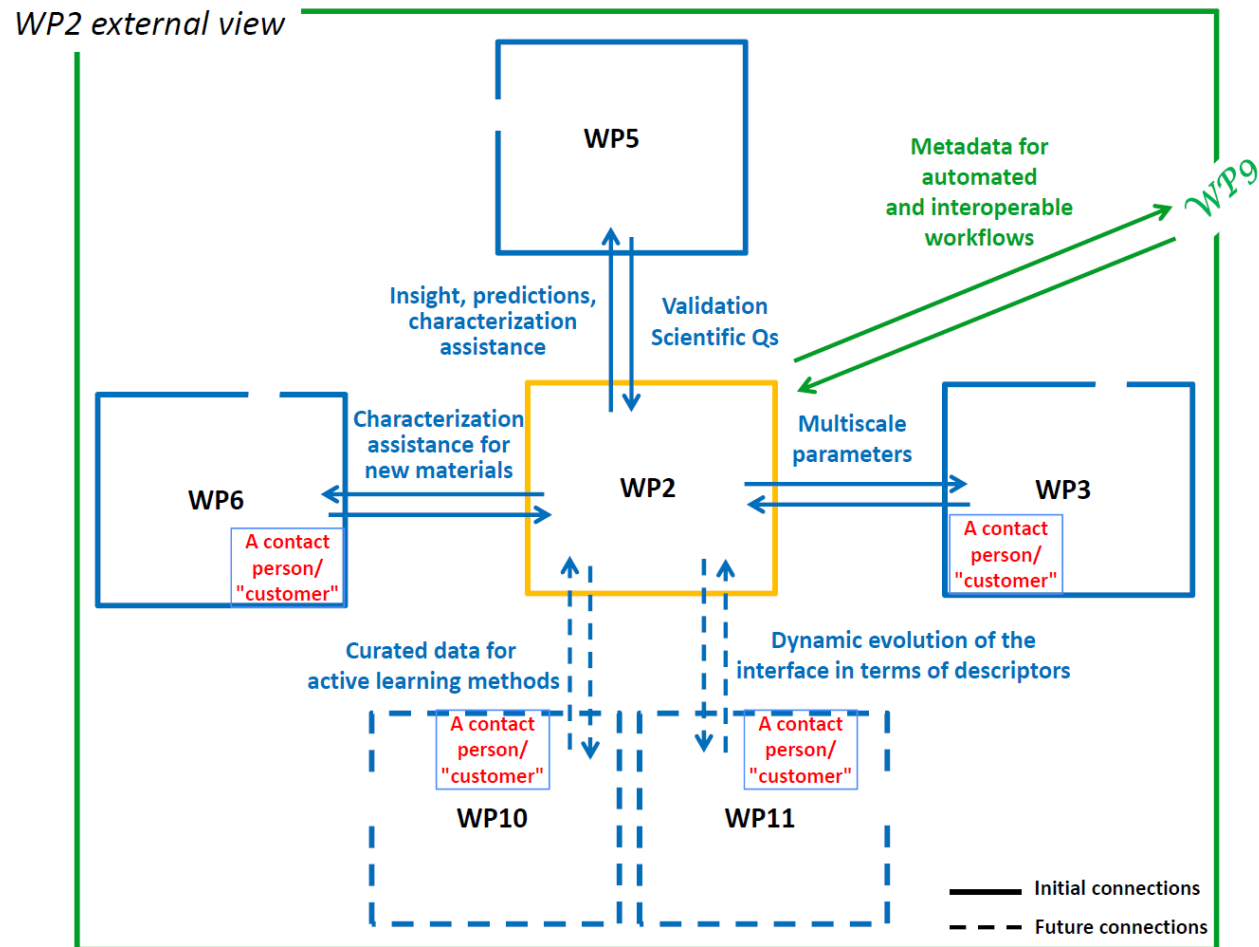 WP2 external view
WP5
Metadata for
automated
and interoperable
workflows
WP9
Insight, predictions,
characterization
assistance
Validation
Scientific Qs
Characterization
assistance for
new materials
Multiscale
parameters
WP6
WP2
WP3
A contact
person/
"customer"
A contact
person/
"customer"
Curated data for
active learning methods
Dynamic evolution of the
interface in terms of descriptors
A contact
person/
"customer"
A contact
person/
"customer"
WP10
WP11
Initial connections
Future connections